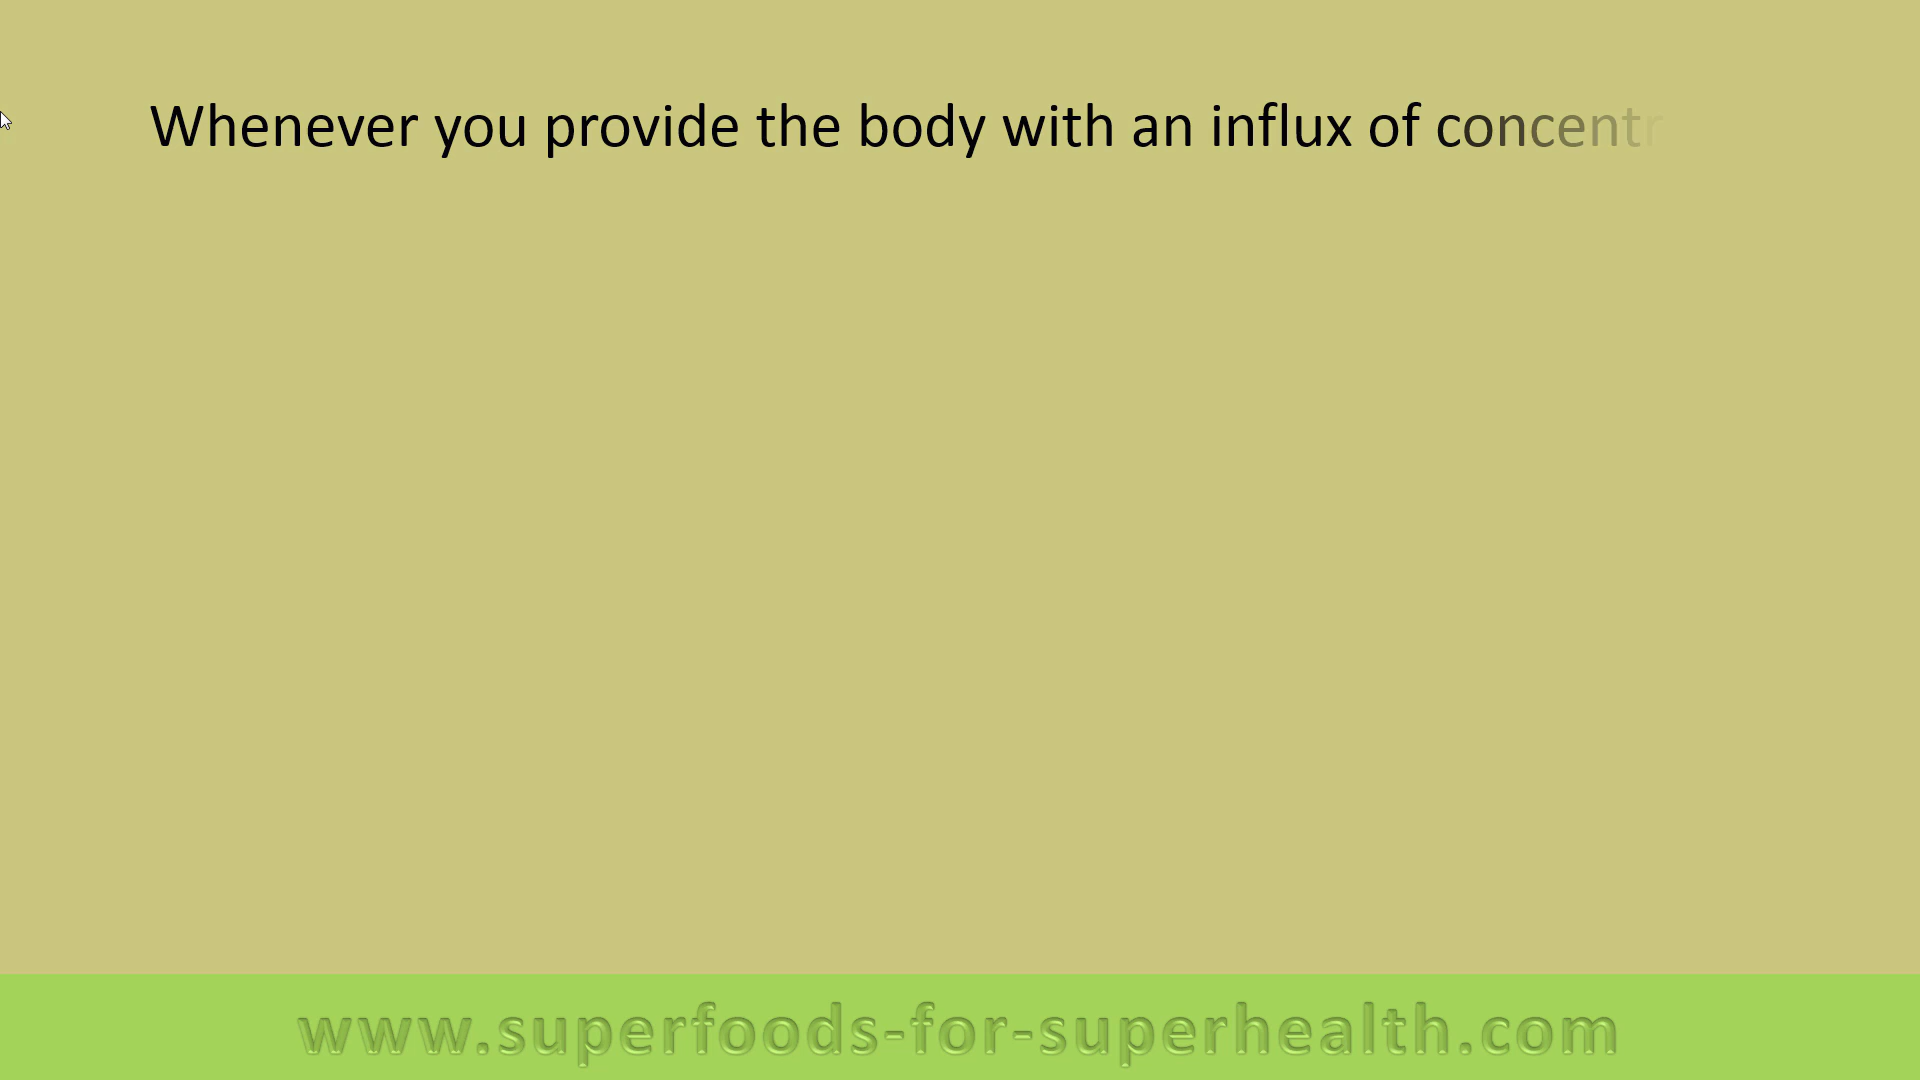 Whenever you provide the body with an influx of concentr
www.superfoods-for-superhealth.com